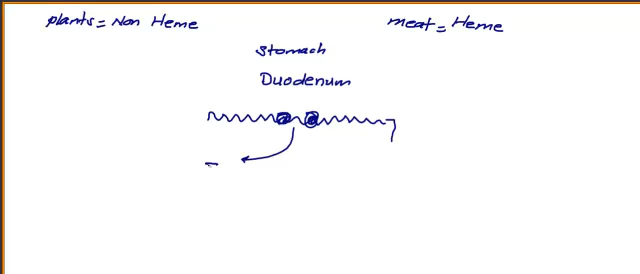 plants = Non Heme
meat = Heme
stomach
Duodenum